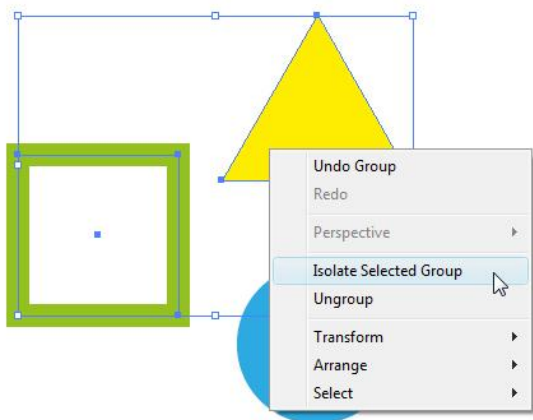 Undo Group
Redo
Perspective
Isolate Selected Group
Ungroup
Transform
Arrange
Select